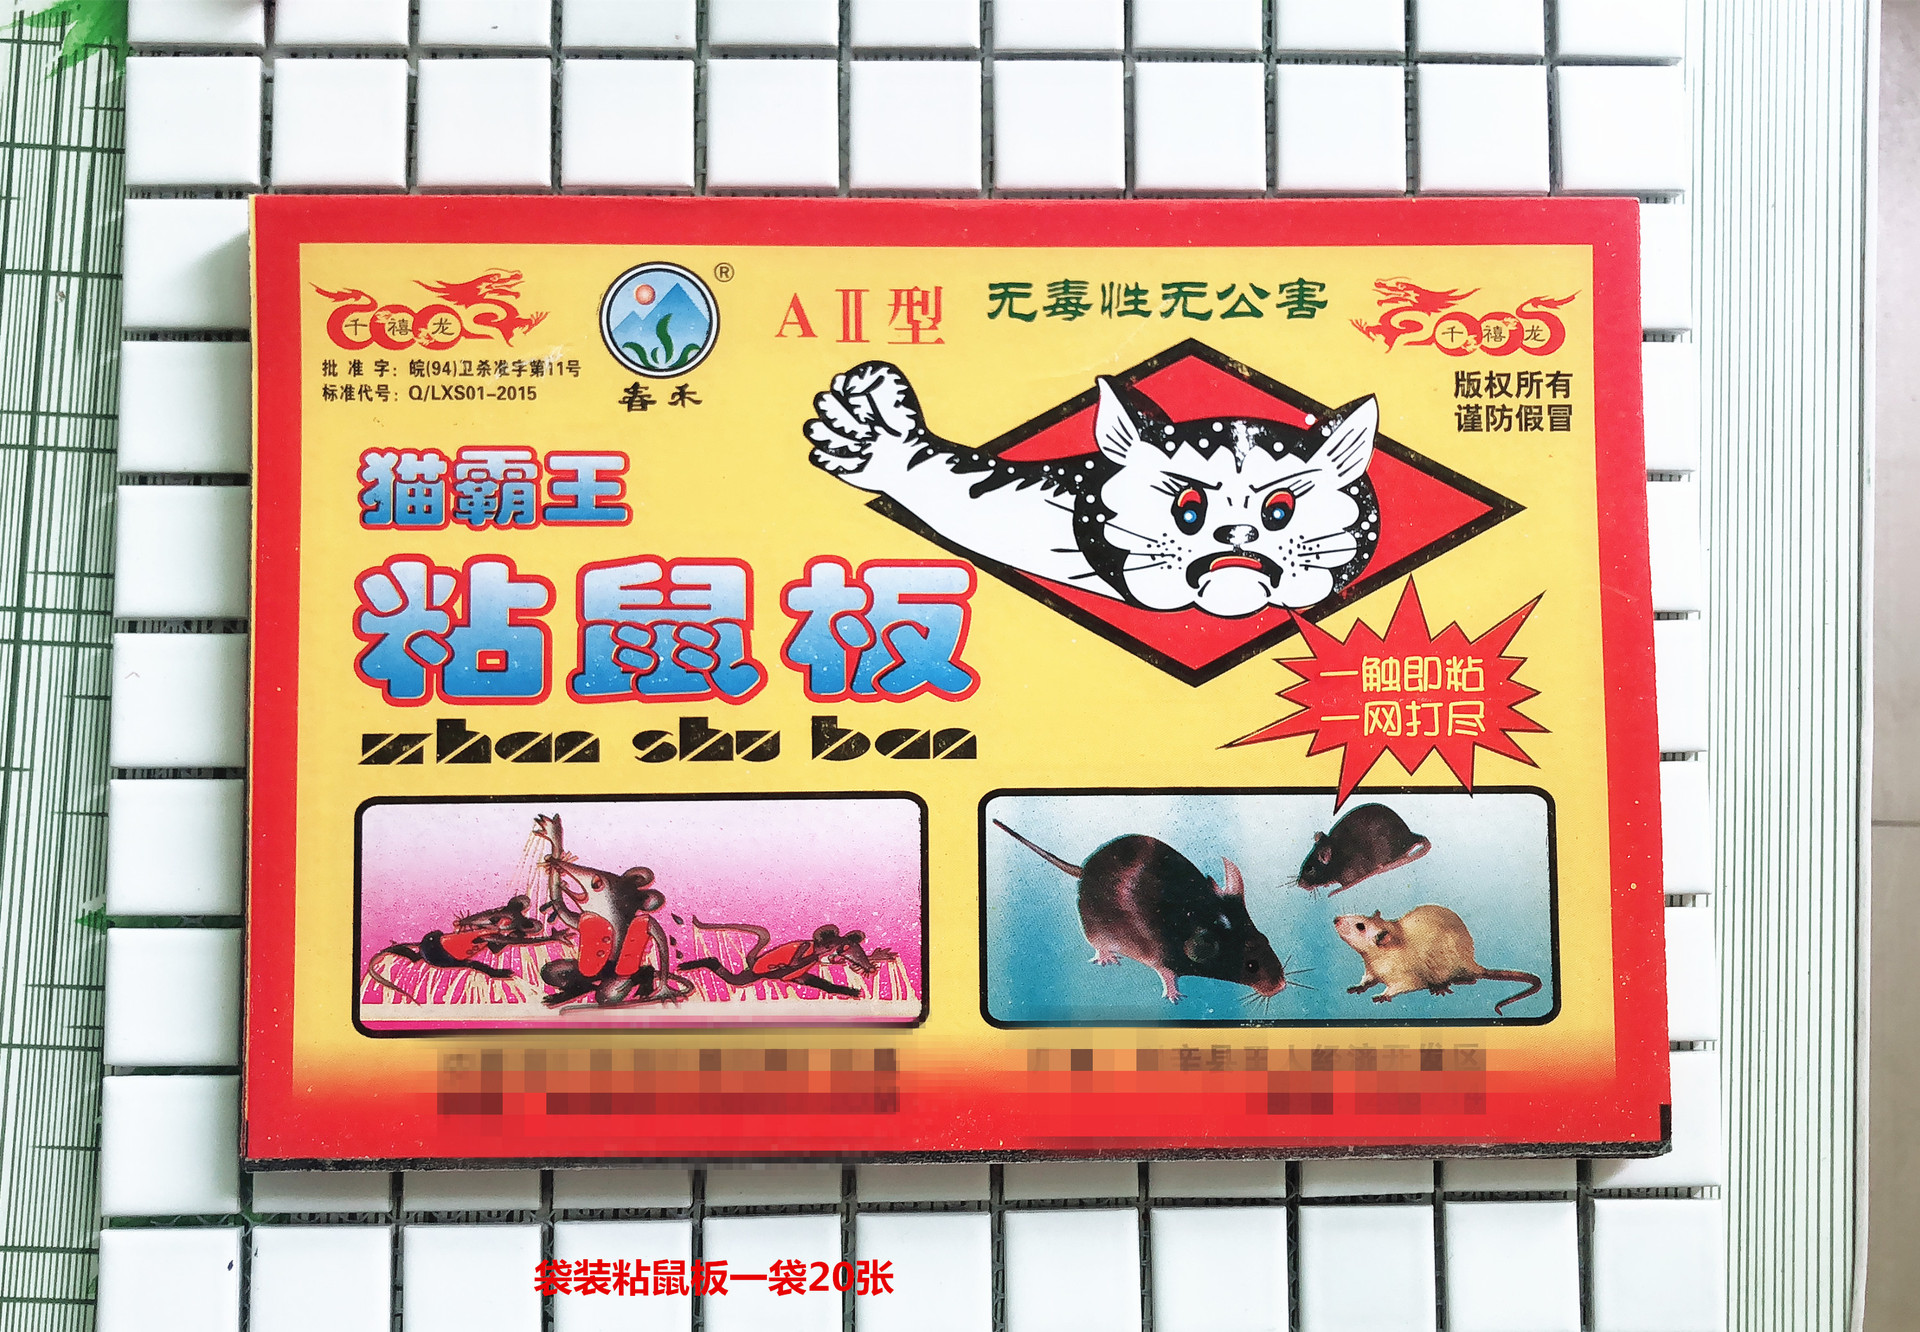 千禧龙
批准字：皖(94)卫杀准字第11号
标准代号：Q/LXS01-2015
®
春禾
AⅡ型
无毒性无公害
千禧龙
版权所有
谨防假冒
猫霸王
粘鼠板
zhan shu ban
一触即粘
一网打尽
袋装粘鼠板一袋20张